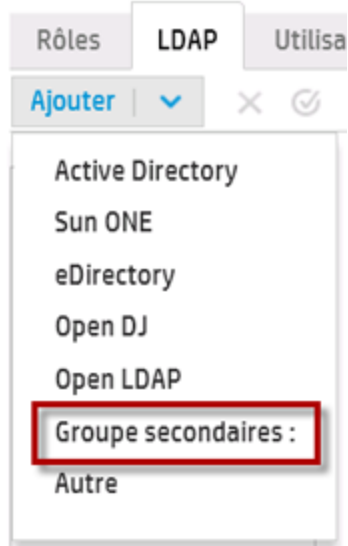 Rôles LDAP Utilisa
Ajouter
Active Directory
Sun ONE
eDirectory
Open DJ
Open LDAP
Groupe secondaires :
Autre